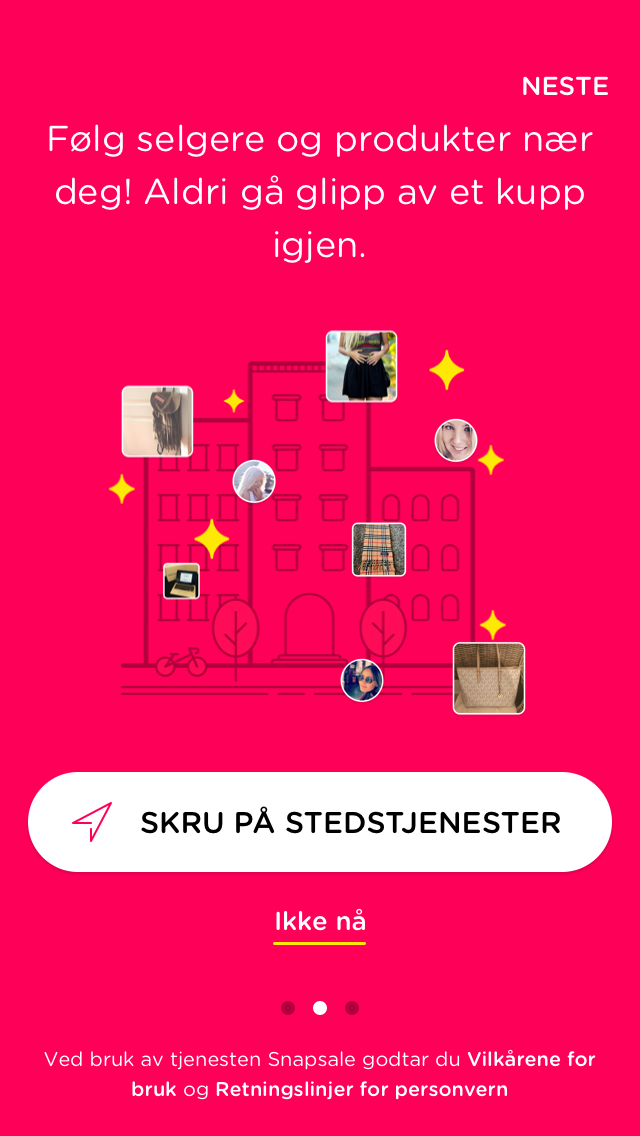 NESTE
Følg selgere og produkter nær
deg! Aldri gå glipp av et kupp
igjen.
SKRU PÅ STEDSTJENESTER
Ikke nå
Ved bruk av tjenesten Snapsale godtar du Vilkårene for
bruk og Retningslinjer for personvern